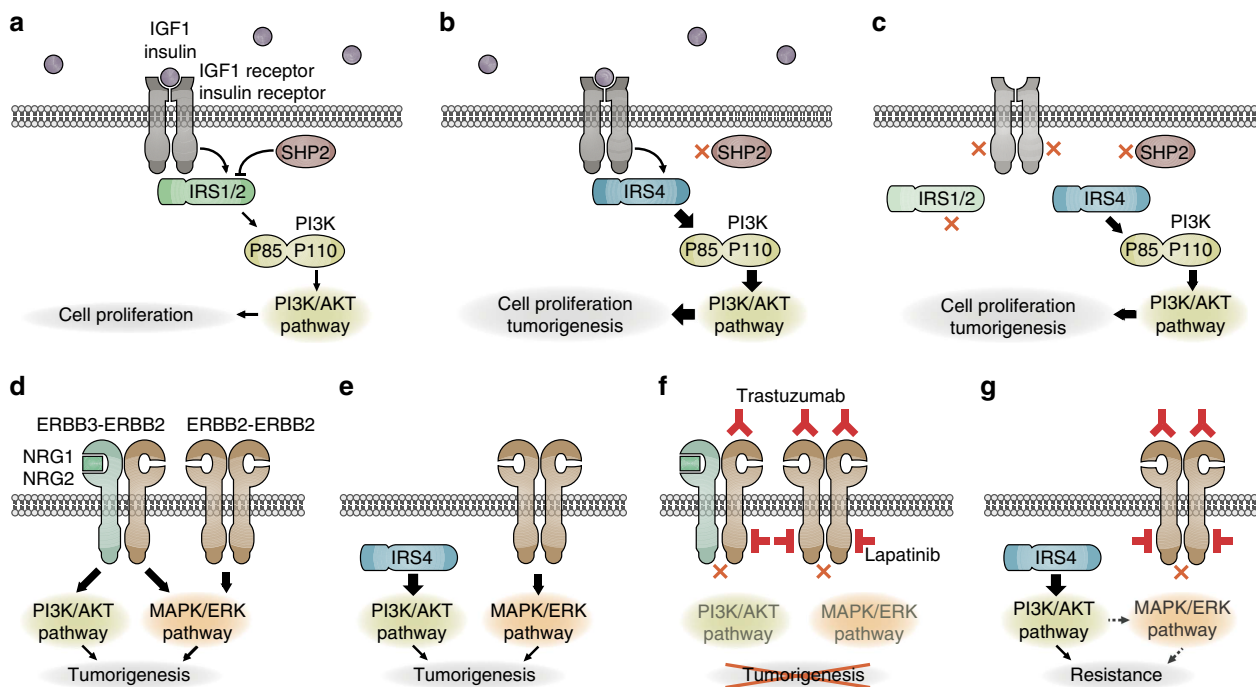 a
IGF1
insulin
IGF1 receptor
insulin receptor
SHP2
IRS1/2
PI3K
P85
P110
Cell proliferation
PI3K/AKT
pathway
b
SHP2
IRS4
PI3K
P85
P110
Cell proliferation
tumorigenesis
PI3K/AKT
pathway
c
SHP2
IRS1/2
IRS4
PI3K
P85
P110
Cell proliferation
tumorigenesis
PI3K/AKT
pathway
d
ERBB3-ERBB2
ERBB2-ERBB2
NRG1
NRG2
PI3K/AKT
pathway
MAPK/ERK
pathway
Tumorigenesis
e
IRS4
PI3K/AKT
pathway
MAPK/ERK
pathway
Tumorigenesis
f
Trastuzumab
Lapatinib
PI3K/AKT
pathway
MAPK/ERK
pathway
Tumorigenesis
g
IRS4
PI3K/AKT
pathway
MAPK/ERK
pathway
Resistance